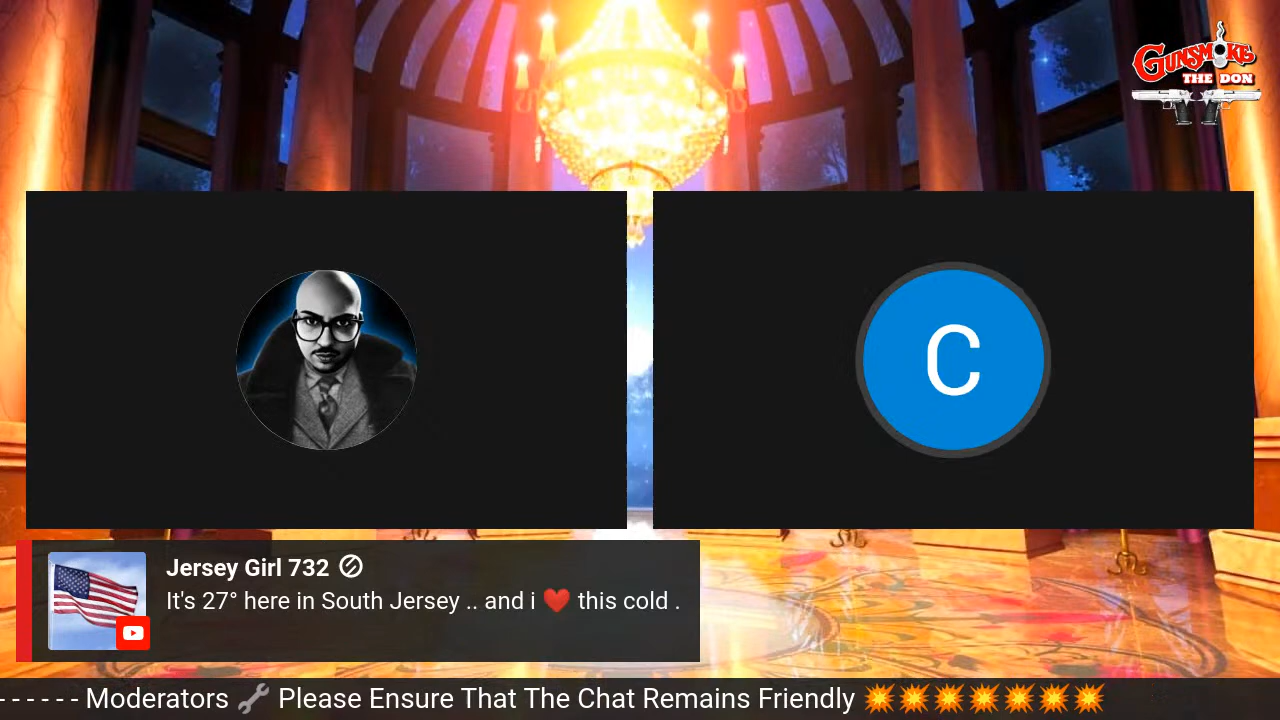 GUNSMOKE
THE DON
C
Jersey Girl 732
It's 27° here in South Jersey .. and i ❤️ this cold .
- - - - - - Moderators 🔧 Please Ensure That The Chat Remains Friendly 💥💥💥💥💥💥💥